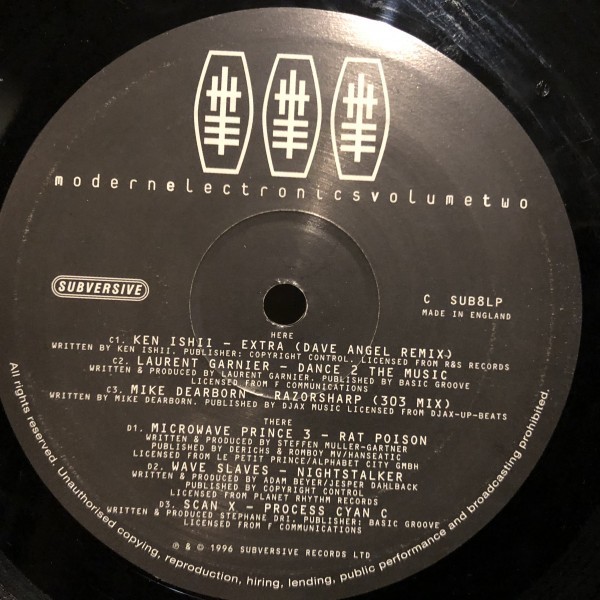 modernelectronicsvolumetwo
SUBVERSIVE
C SUB8LP
MADE IN ENGLAND
HERE
C1. KEN ISHII – EXTRA (DAVE ANGEL REMIX)
WRITTEN BY KEN ISHII. PUBLISHER: COPYRIGHT CONTROL. LICENSED FROM R&S RECORDS
C2. LAURENT GARNIER – DANCE 2 THE MUSIC
WRITTEN & PRODUCED BY LAURENT GARNIER. PUBLISHED BY BASIC GROOVE
LICENSED FROM F COMMUNICATIONS
C3. MIKE DEARBORN – RAZORSHARP (303 MIX)
WRITTEN BY MIKE DEARBORN. PUBLISHED BY DJAX MUSIC LICENSED FROM DJAX-UP-BEATS
THERE
D1. MICROWAVE PRINCE 3 – RAT POISON
WRITTEN & PRODUCED BY STEFFEN MULLER-GARTNER
PUBLISHED BY DERICHS & ROMBOY MV/HANSEATIC
LICENSED FROM LE PETIT PRINCE/ALPHABET CITY GMBH
D2. WAVE SLAVES – NIGHTSTALKER
WRITTEN & PRODUCED BY ADAM BEYER/JESPER DAHLBACK
PUBLISHED BY COPYRIGHT CONTROL
LICENSED FROM PLANET RHYTHM RECORDS
D3. SCAN X – PROCESS CYAN C
WRITTEN & PRODUCED STEPHANE DRI. PUBLISHER: BASIC GROOVE
LICENSED FROM F COMMUNICATIONS
℗ & © 1996 SUBVERSIVE RECORDS LTD
All rights reserved. Unauthorised copying, reproduction, hiring, lending, public performance and broadcasting prohibited.